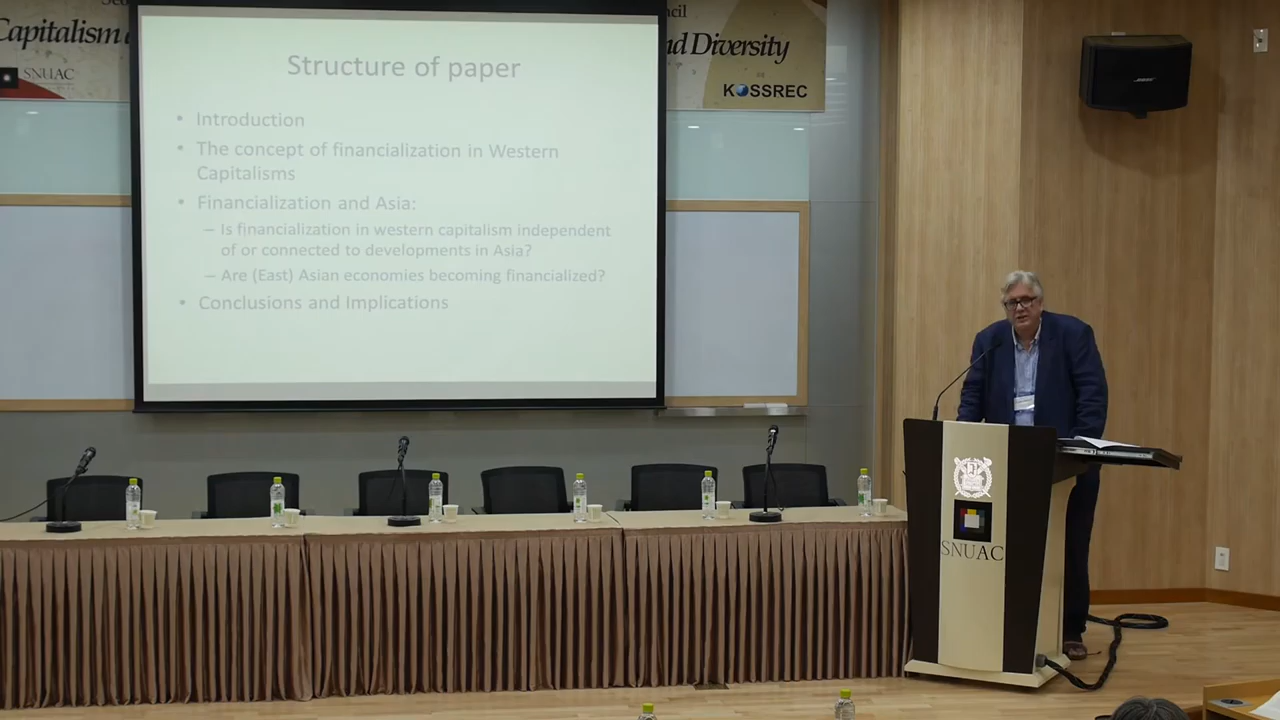 Capitalism
ncil
nd Diversity
SNUAC
KOSSREC
Structure of paper
• Introduction
• The concept of financialization in Western
Capitalisms
• Financialization and Asia:
– Is financialization in western capitalism independent
of or connected to developments in Asia?
– Are (East) Asian economies becoming financialized?
• Conclusions and Implications
BOSE
SNUAC